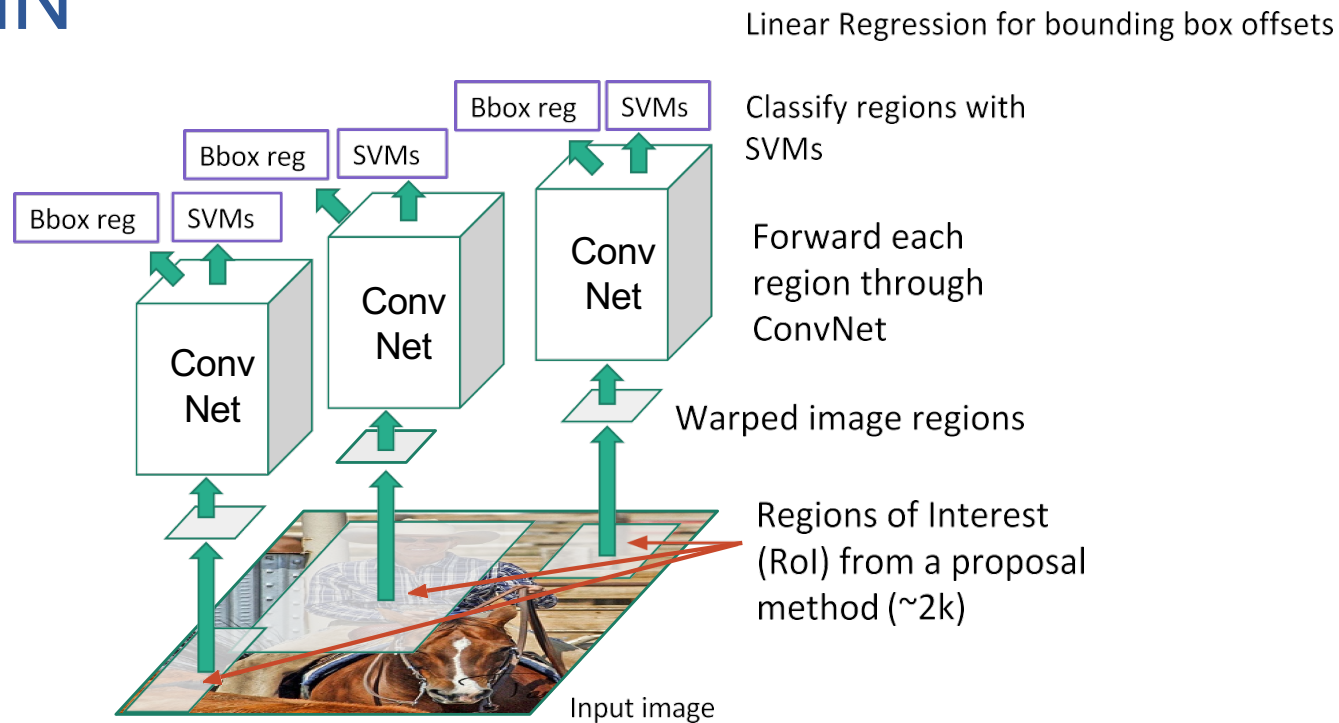 Linear Regression for bounding box offsets
Bbox reg
SVMs
Classify regions with
SVMs
Bbox reg
SVMs
Bbox reg
SVMs
Conv
Net
Conv
Net
Conv
Net
Forward each
region through
ConvNet
Warped image regions
Regions of Interest
(RoI) from a proposal
method (~2k)
Input image